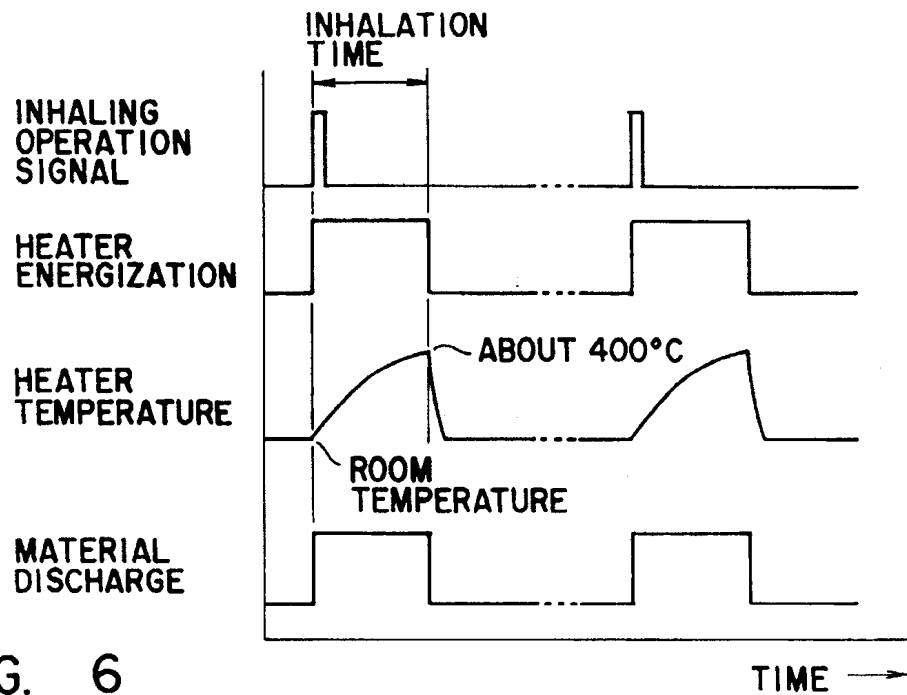 INHALATION
TIME
INHALING
OPERATION
SIGNAL
HEATER
ENERGIZATION
ABOUT 400°C
HEATER
TEMPERATURE
ROOM
TEMPERATURE
MATERIAL
DISCHARGE
G. 6
TIME